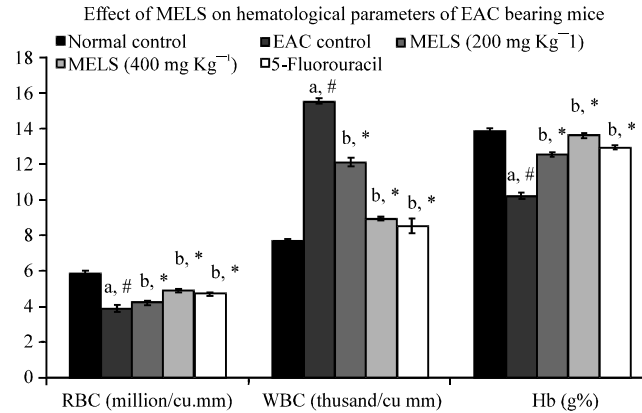 Effect of MELS on hematological parameters of EAC bearing mice
Normal control EAC control MELS (200 mg Kg¯1)
MELS (400 mg Kg¯¹) 5-Fluorouracil
18
16
14
12
10
8
6
4
2
0
a, # b, * b, * b, *
a, # b, * b, * b, *
a, # b, * b, * b, *
RBC (million/cu.mm) WBC (thusand/cu mm) Hb (g%)